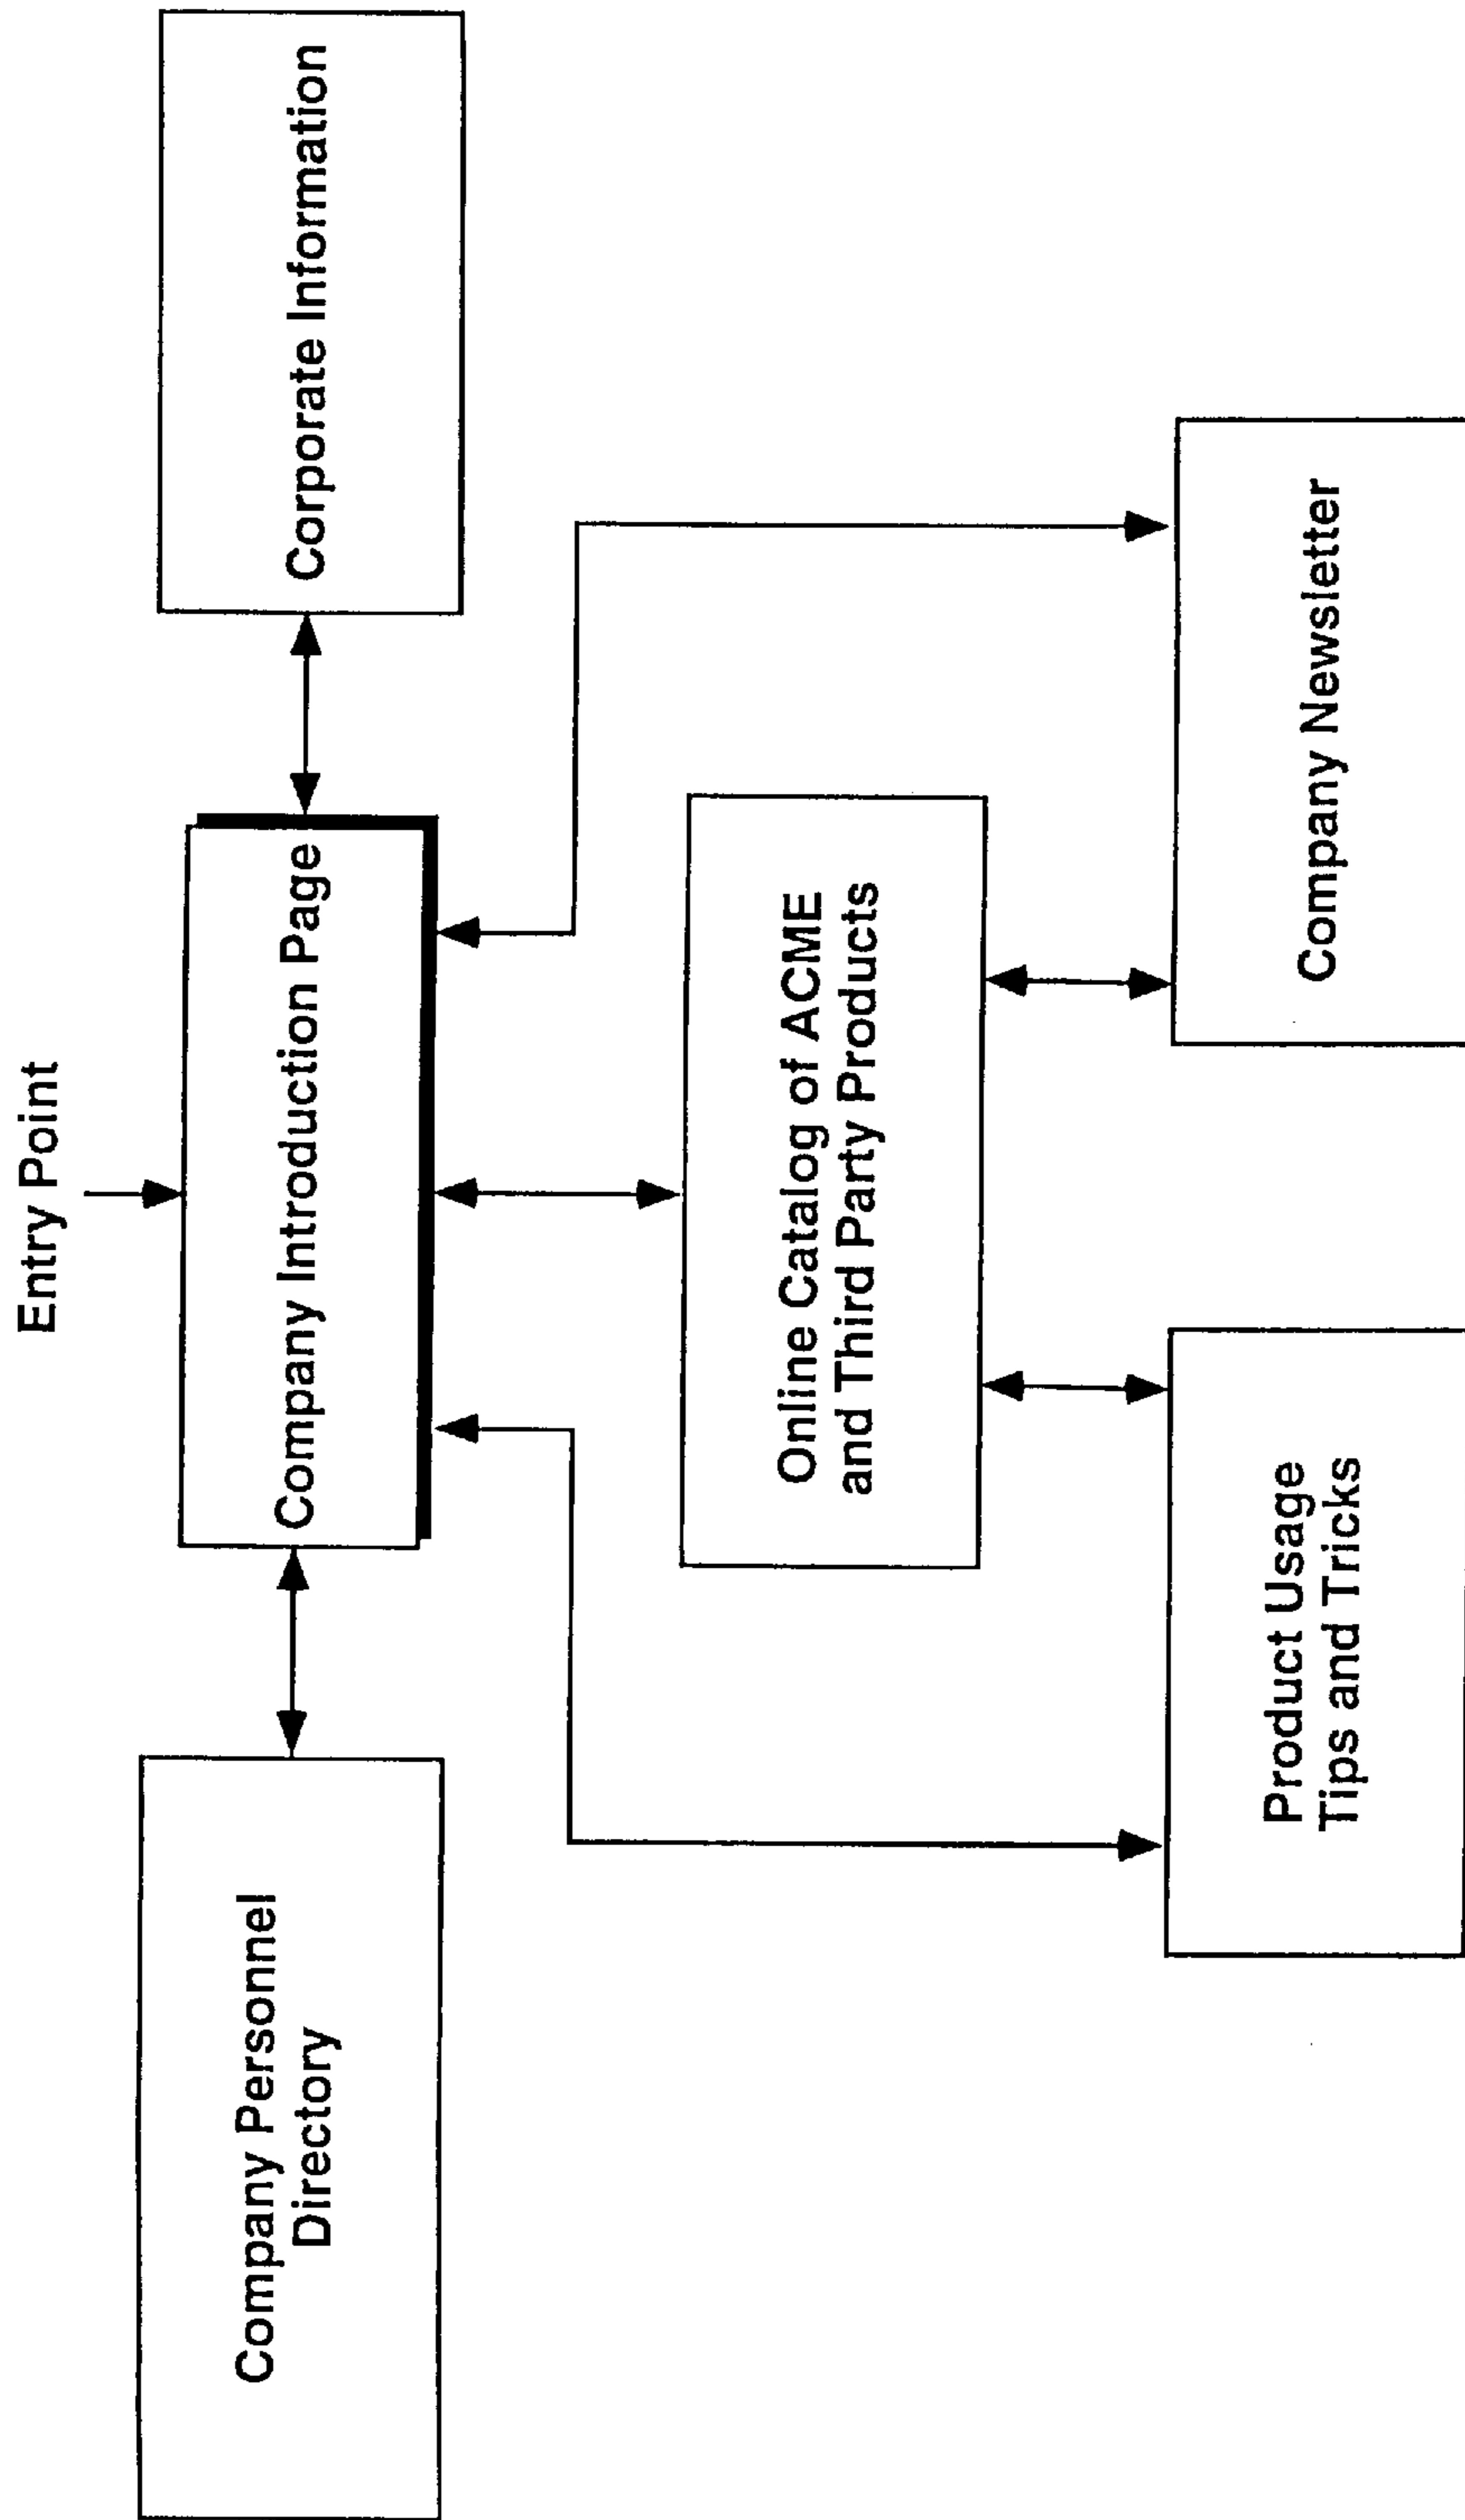 Entry Point
Company Personnel
Directory
Company Introduction Page
Corporate Information
Online Catalog of ACME
and Third Party Products
Product Usage
Tips and Tricks
Company Newsletter